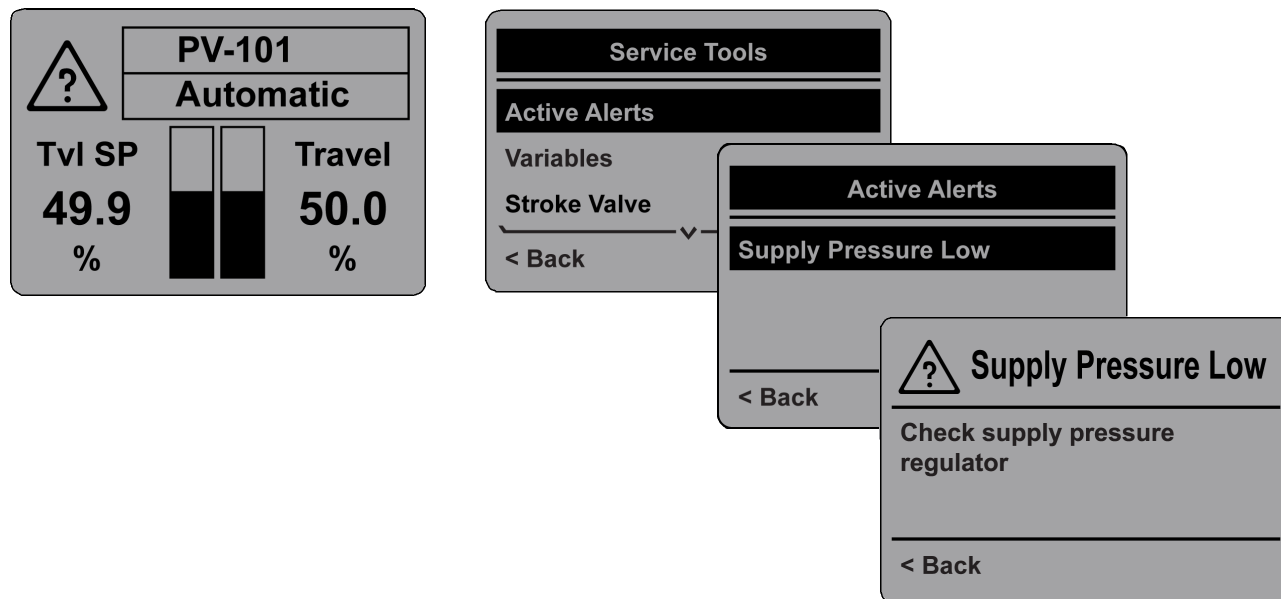 ?
PV-101
Automatic
Tvl SP
49.9
%
Travel
50.0
%
Service Tools
Active Alerts
Variables
Stroke Valve
< Back
Active Alerts
Supply Pressure Low
< Back
? Supply Pressure Low
Check supply pressure
regulator
< Back